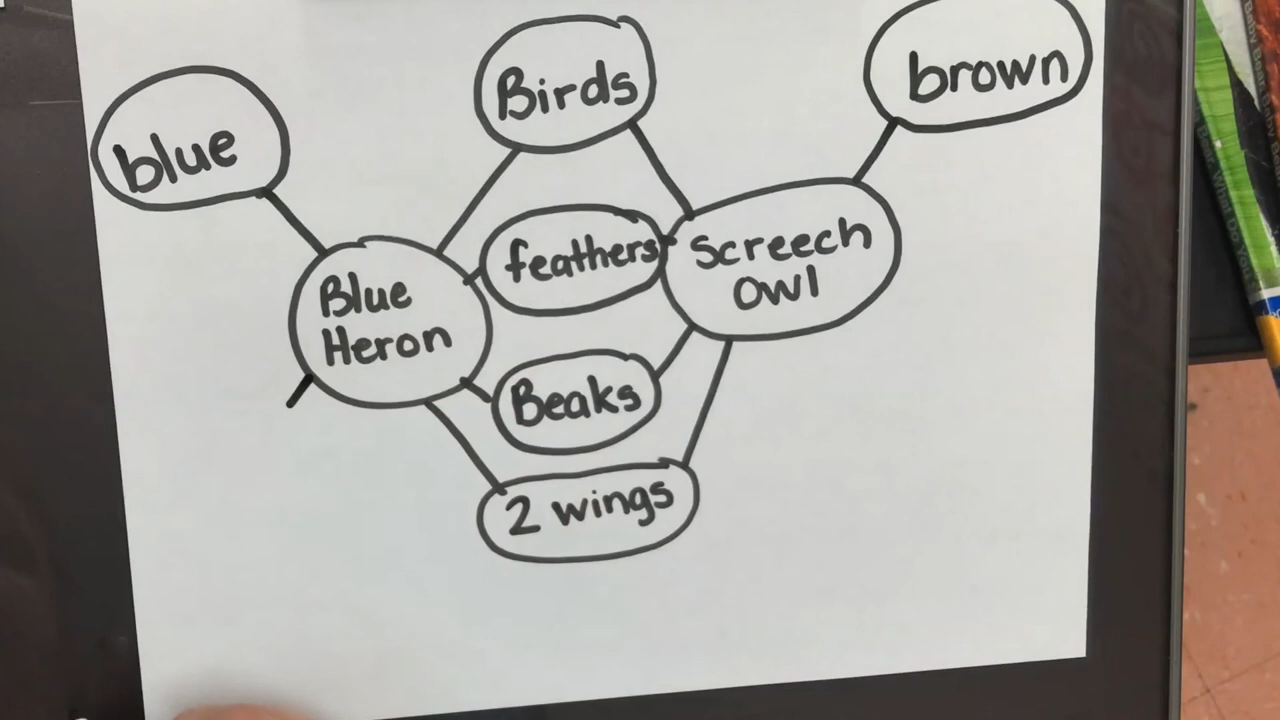 Birds
brown
blue
feathers
Screech
owl
Blue
Heron
Beaks
2 wings